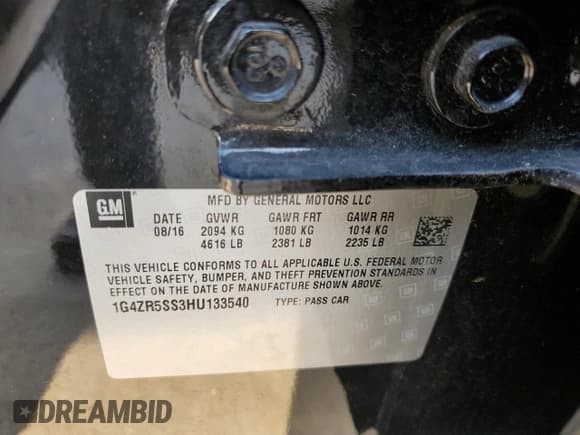 GM
MFD BY GENERAL MOTORS LLC
DATE GVWR GAWR FRT GAWR RR
08/16 2094 KG 1080 KG 1014 KG
4616 LB 2381 LB 2235 LB
THIS VEHICLE CONFORMS TO ALL APPLICABLE U.S. FEDERAL MOTOR
VEHICLE SAFETY, BUMPER, AND THEFT PREVENTION STANDARDS IN
EFFECT ON THE DATE OF MANUFACTURE SHOWN ABOVE.
1G4ZR5SS3HU133540 TYPE: PASS CAR
DREAMBID